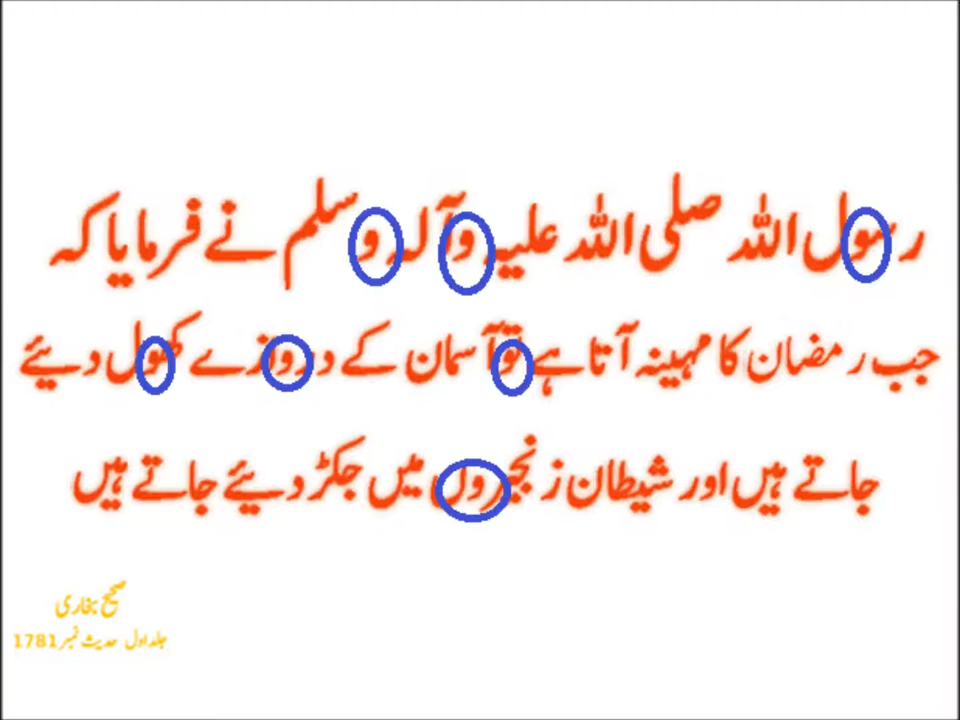 رسول اللہ صلی اللہ علیہ وآلہ وسلم نے فرمایا کہ
جب رمضان کا مہینہ آتا ہے تو آسمان کے دروازے کھول دیئے
جاتے ہیں اور شیطان زنجیروں میں جکڑ دیئے جاتے ہیں
صحیح بخاری
جلد اول حدیث نمبر 1781